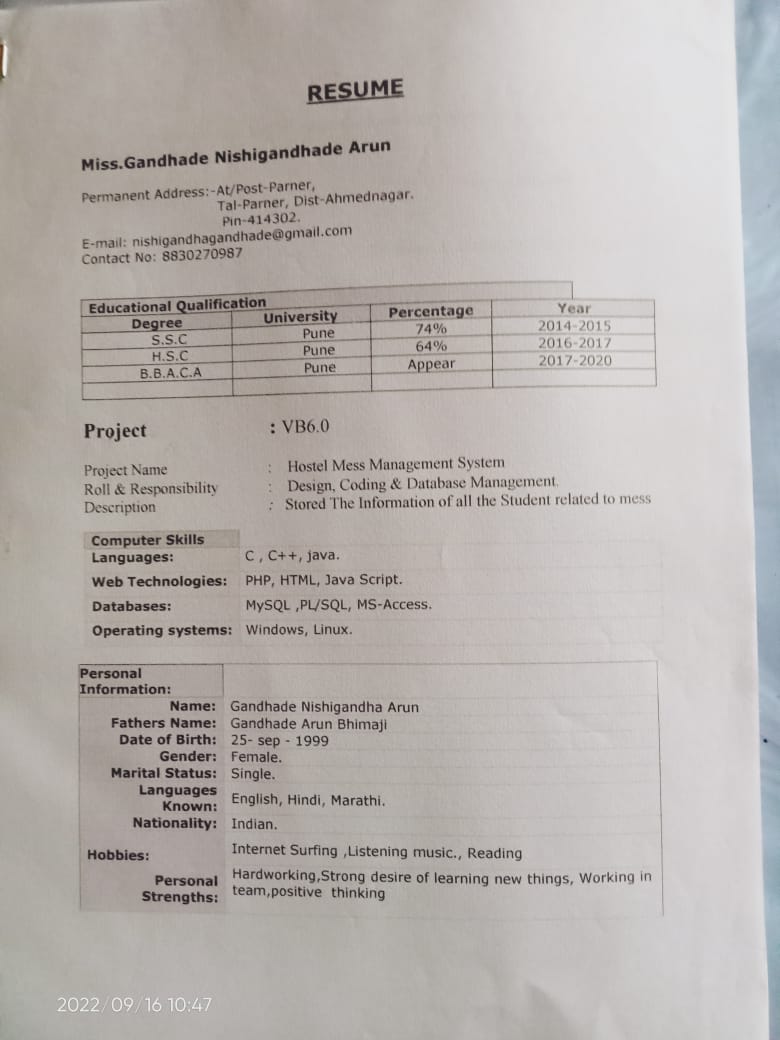 RESUME
Miss.Gandhade Nishigandhade Arun
Permanent Address:-At/Post-Parner,
Tal-Parner, Dist-Ahmednagar.
Pin-414302.
E-mail: nishigandhagandhade@gmail.com
Contact No: 8830270987
Educational Qualification
Degree University Percentage Year
S.S.C Pune 74% 2014-2015
H.S.C Pune 64% 2016-2017
B.B.A.C.A Pune Appear 2017-2020
Project : VB6.0
Project Name : Hostel Mess Management System
Roll & Responsibility : Design, Coding & Database Management.
Description : Stored The Information of all the Student related to mess
Computer Skills
Languages: C , C++, java.
Web Technologies: PHP, HTML, Java Script.
Databases: MySQL ,PL/SQL, MS-Access.
Operating systems: Windows, Linux.
Personal
Information:
Name: Gandhade Nishigandha Arun
Fathers Name: Gandhade Arun Bhimaji
Date of Birth: 25- sep - 1999
Gender: Female.
Marital Status: Single.
Languages
Known: English, Hindi, Marathi.
Nationality: Indian.
Hobbies: Internet Surfing ,Listening music., Reading
Personal Hardworking,Strong desire of learning new things, Working in
Strengths: team,positive thinking
2022/09/16 10:47